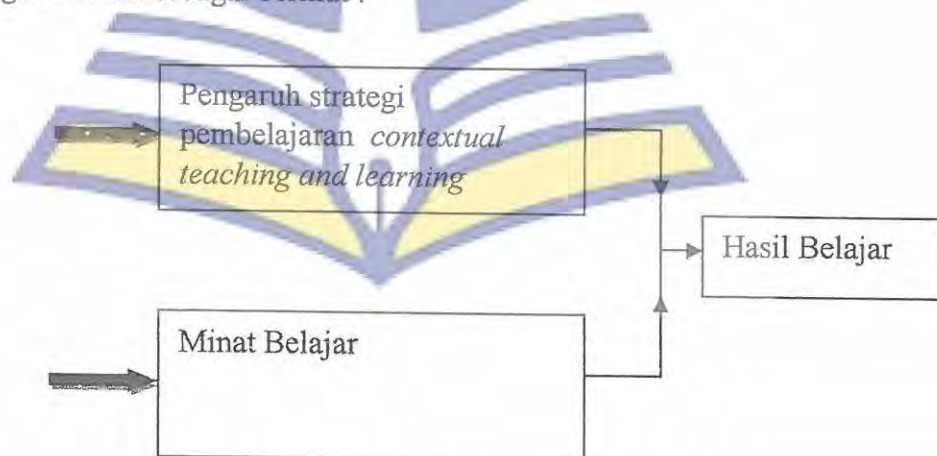 Pengaruh strategi
pembelajaran contextual
teaching and learning
Hasil Belajar
Minat Belajar